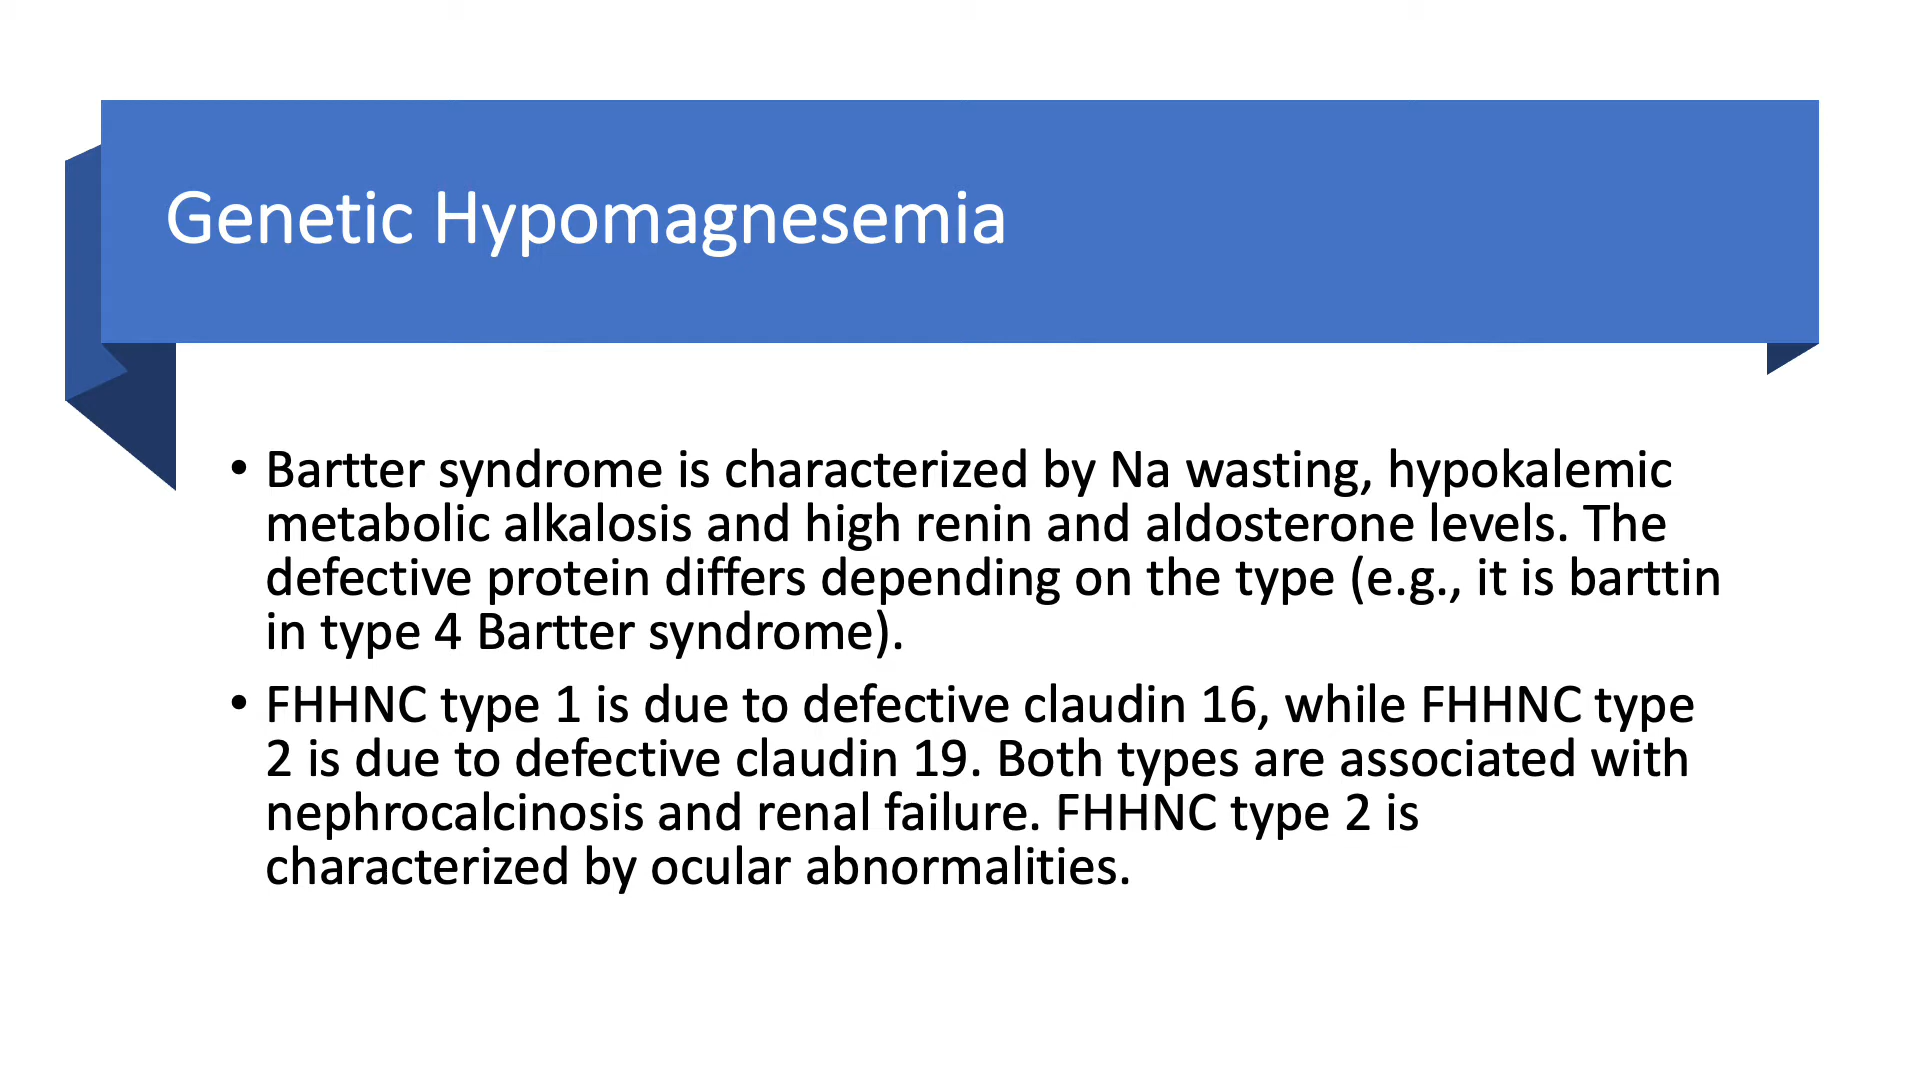 Genetic Hypomagnesemia
• Bartter syndrome is characterized by Na wasting, hypokalemic
metabolic alkalosis and high renin and aldosterone levels. The
defective protein differs depending on the type (e.g., it is barttin
in type 4 Bartter syndrome).
• FHHNC type 1 is due to defective claudin 16, while FHHNC type
2 is due to defective claudin 19. Both types are associated with
nephrocalcinosis and renal failure. FHHNC type 2 is
characterized by ocular abnormalities.